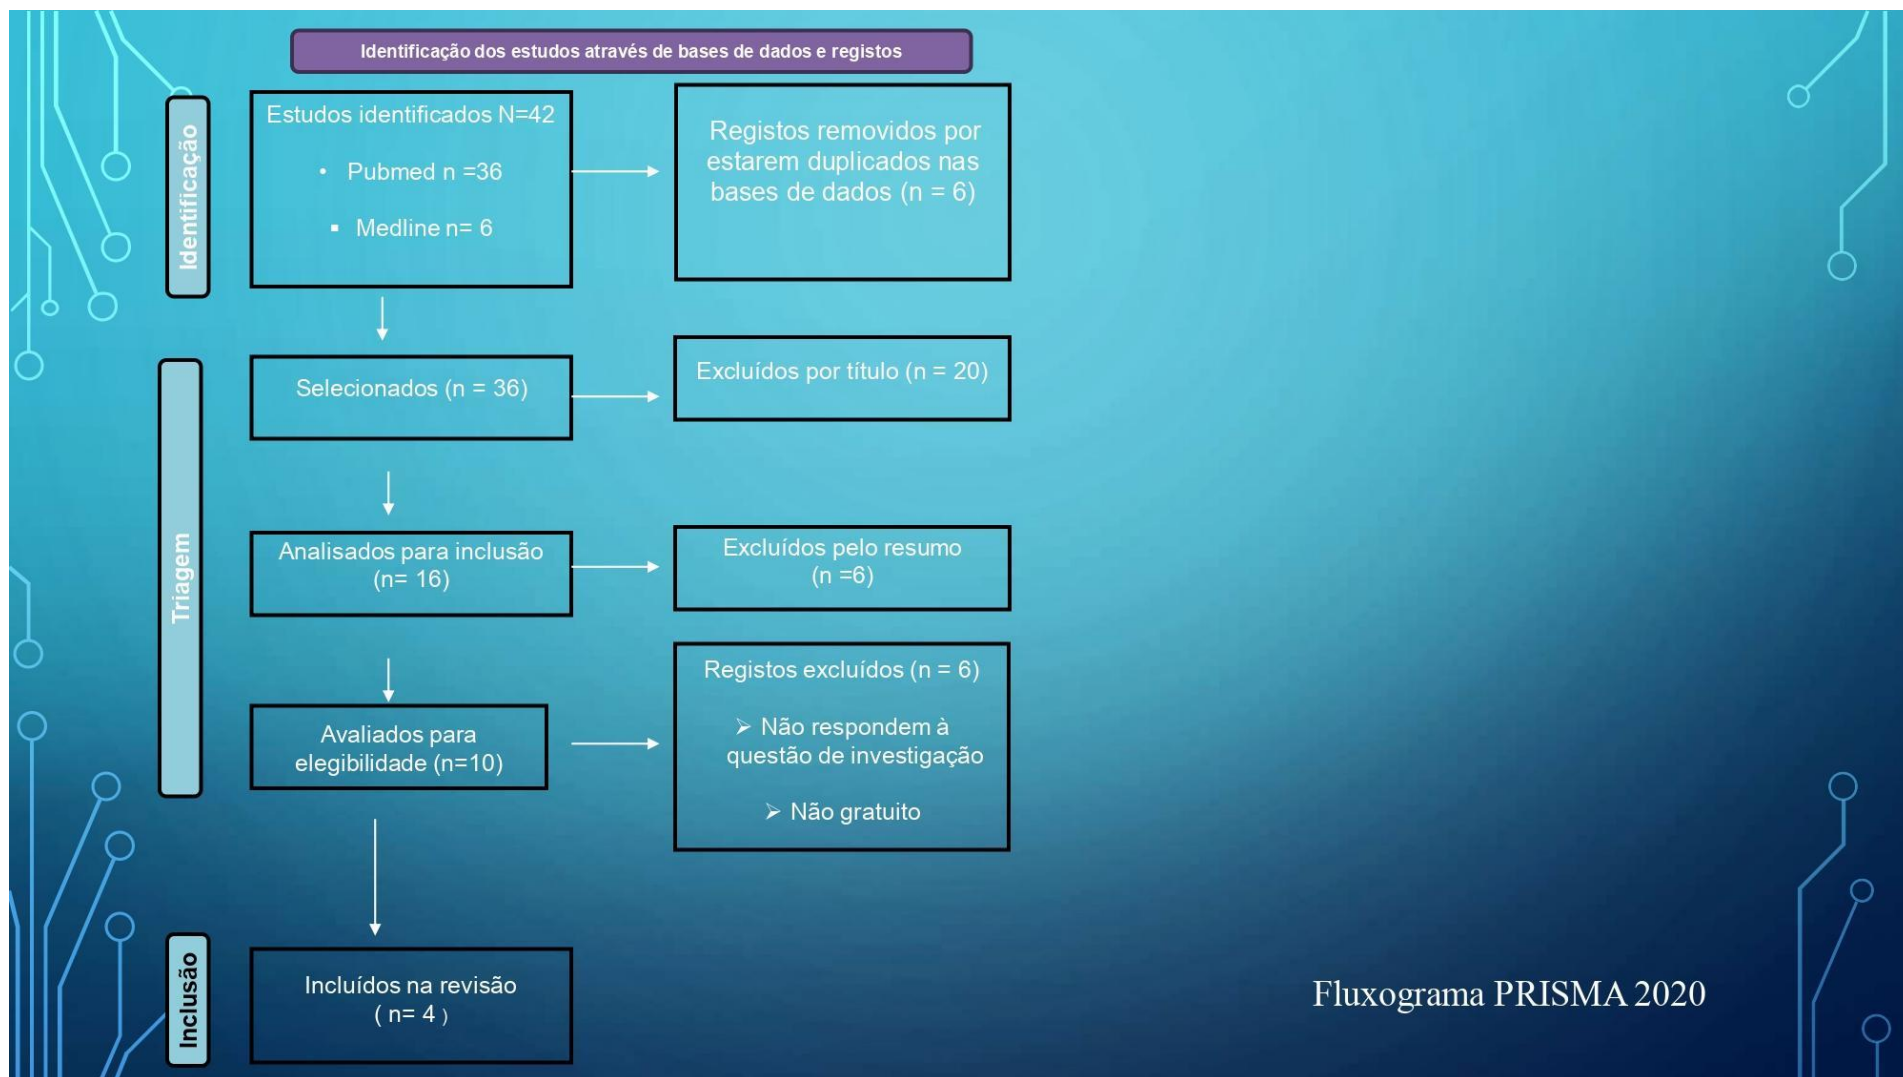 Identificação dos estudos através de bases de dados e registos
Identificação
Estudos identificados N=42
• Pubmed n =36
▪ Medline n= 6
Registos removidos por
estarem duplicados nas
bases de dados (n = 6)
Triagem
Selecionados (n = 36)
Excluídos por título (n = 20)
Analisados para inclusão
(n= 16)
Excluídos pelo resumo
(n =6)
Avaliados para
elegibilidade (n=10)
Registos excluídos (n = 6)
➢ Não respondem à
questão de investigação
➢ Não gratuito
Inclusão
Incluídos na revisão
( n= 4 )
Fluxograma PRISMA 2020